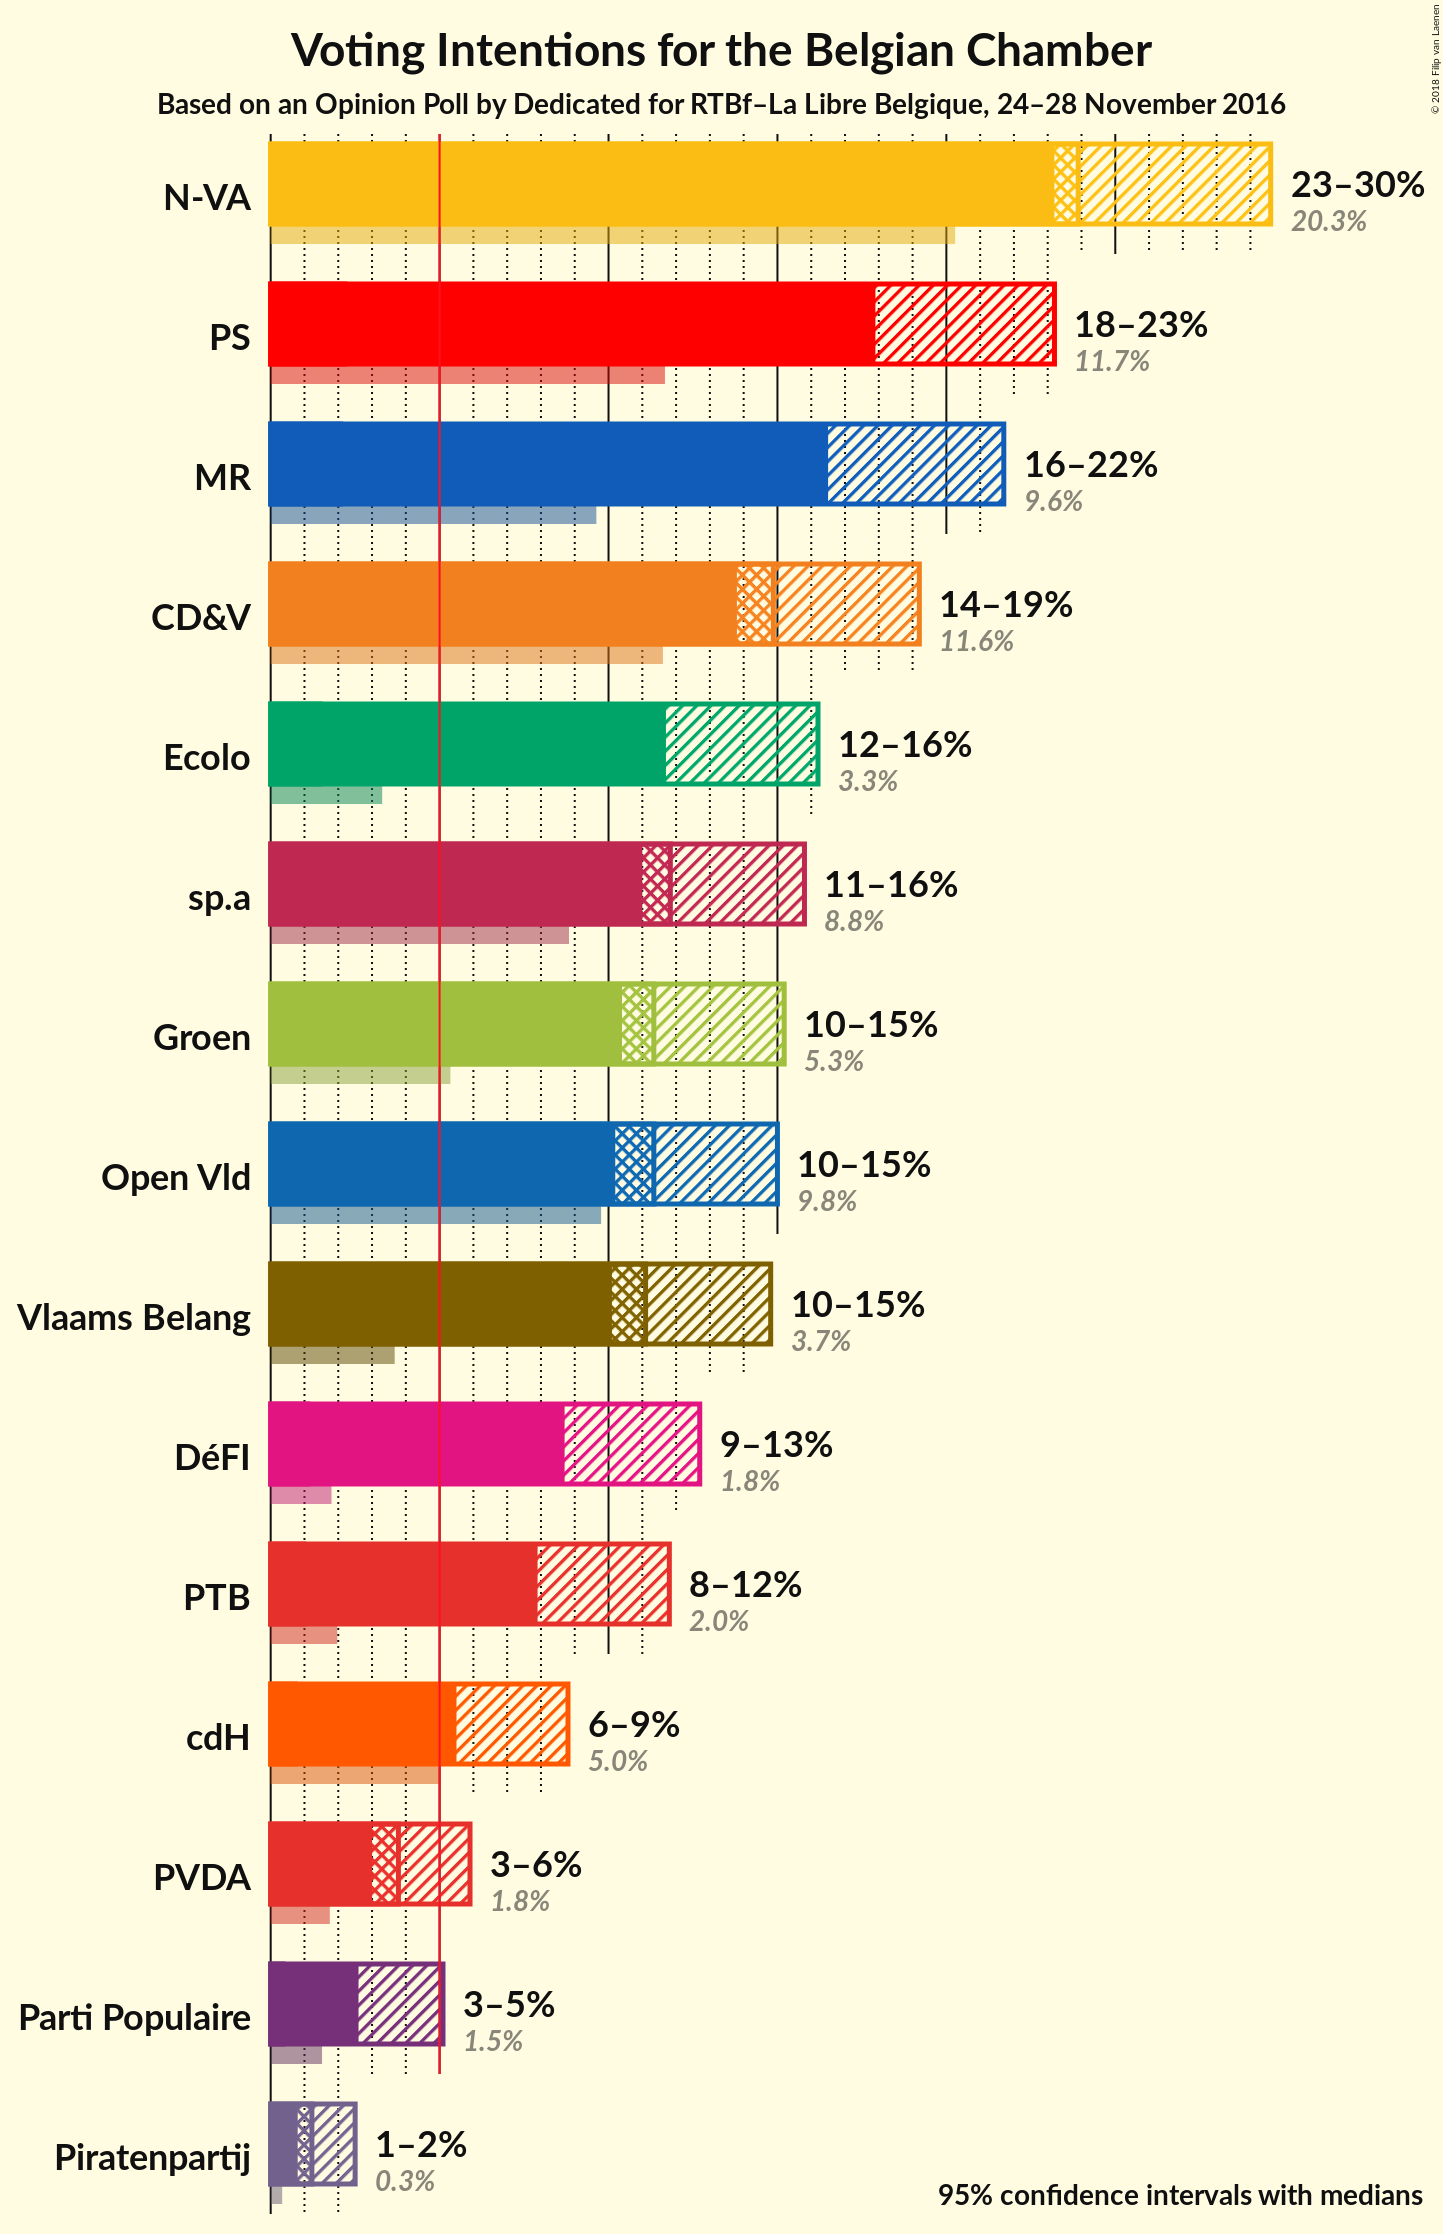 Voting Intentions for the Belgian Chamber
Based on an Opinion Poll by Dedicated for RTBf–La Libre Belgique, 24–28 November 2016
© 2018 Filip van Laenen
N-VA
23–30%
20.3%
PS
18–23%
11.7%
MR
16–22%
9.6%
CD&V
14–19%
11.6%
Ecolo
12–16%
3.3%
sp.a
11–16%
8.8%
Groen
10–15%
5.3%
Open Vld
10–15%
9.8%
Vlaams Belang
10–15%
3.7%
DéFI
9–13%
1.8%
PTB
8–12%
2.0%
cdH
6–9%
5.0%
PVDA
3–6%
1.8%
Parti Populaire
3–5%
1.5%
Piratenpartij
1–2%
0.3%
95% confidence intervals with medians